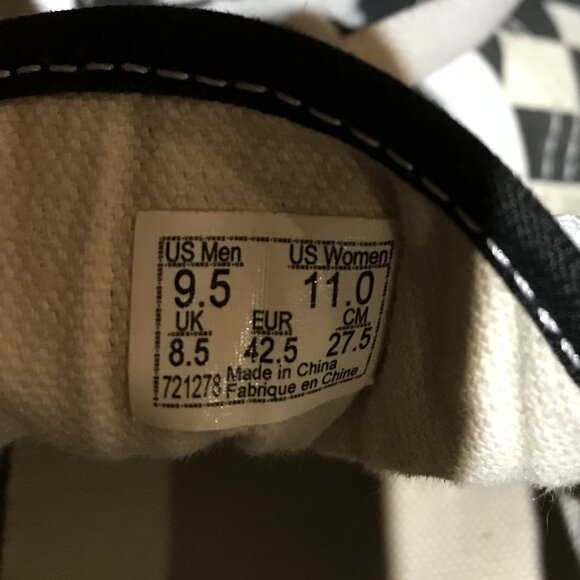 US Men US Women
9.5 11.0
UK EUR CM
8.5 42.5 27.5
721278 Made in China
Fabrique en Chine